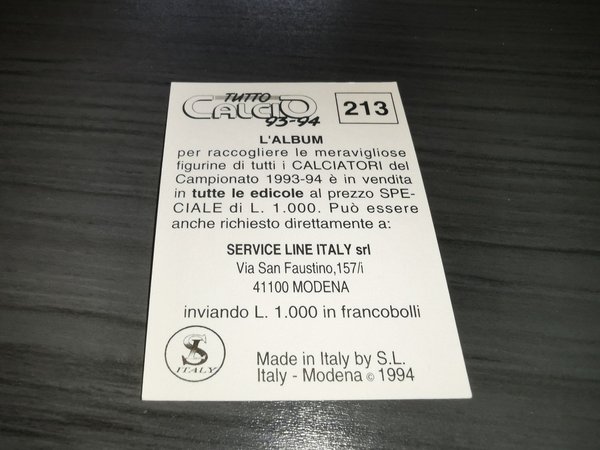 TUTTO
CALCIO
93-94
213
L'ALBUM
per raccogliere le meravigliose
figurine di tutti i CALCIATORI del
Campionato 1993-94 è in vendita
in tutte le edicole al prezzo SPE-
CIALE di L. 1.000. Può essere
anche richiesto direttamente a:
SERVICE LINE ITALY srl
Via San Faustino,157/i
41100 MODENA
inviando L. 1.000 in francobolli
SL
ITALY
Made in Italy by S.L.
Italy - Modena © 1994